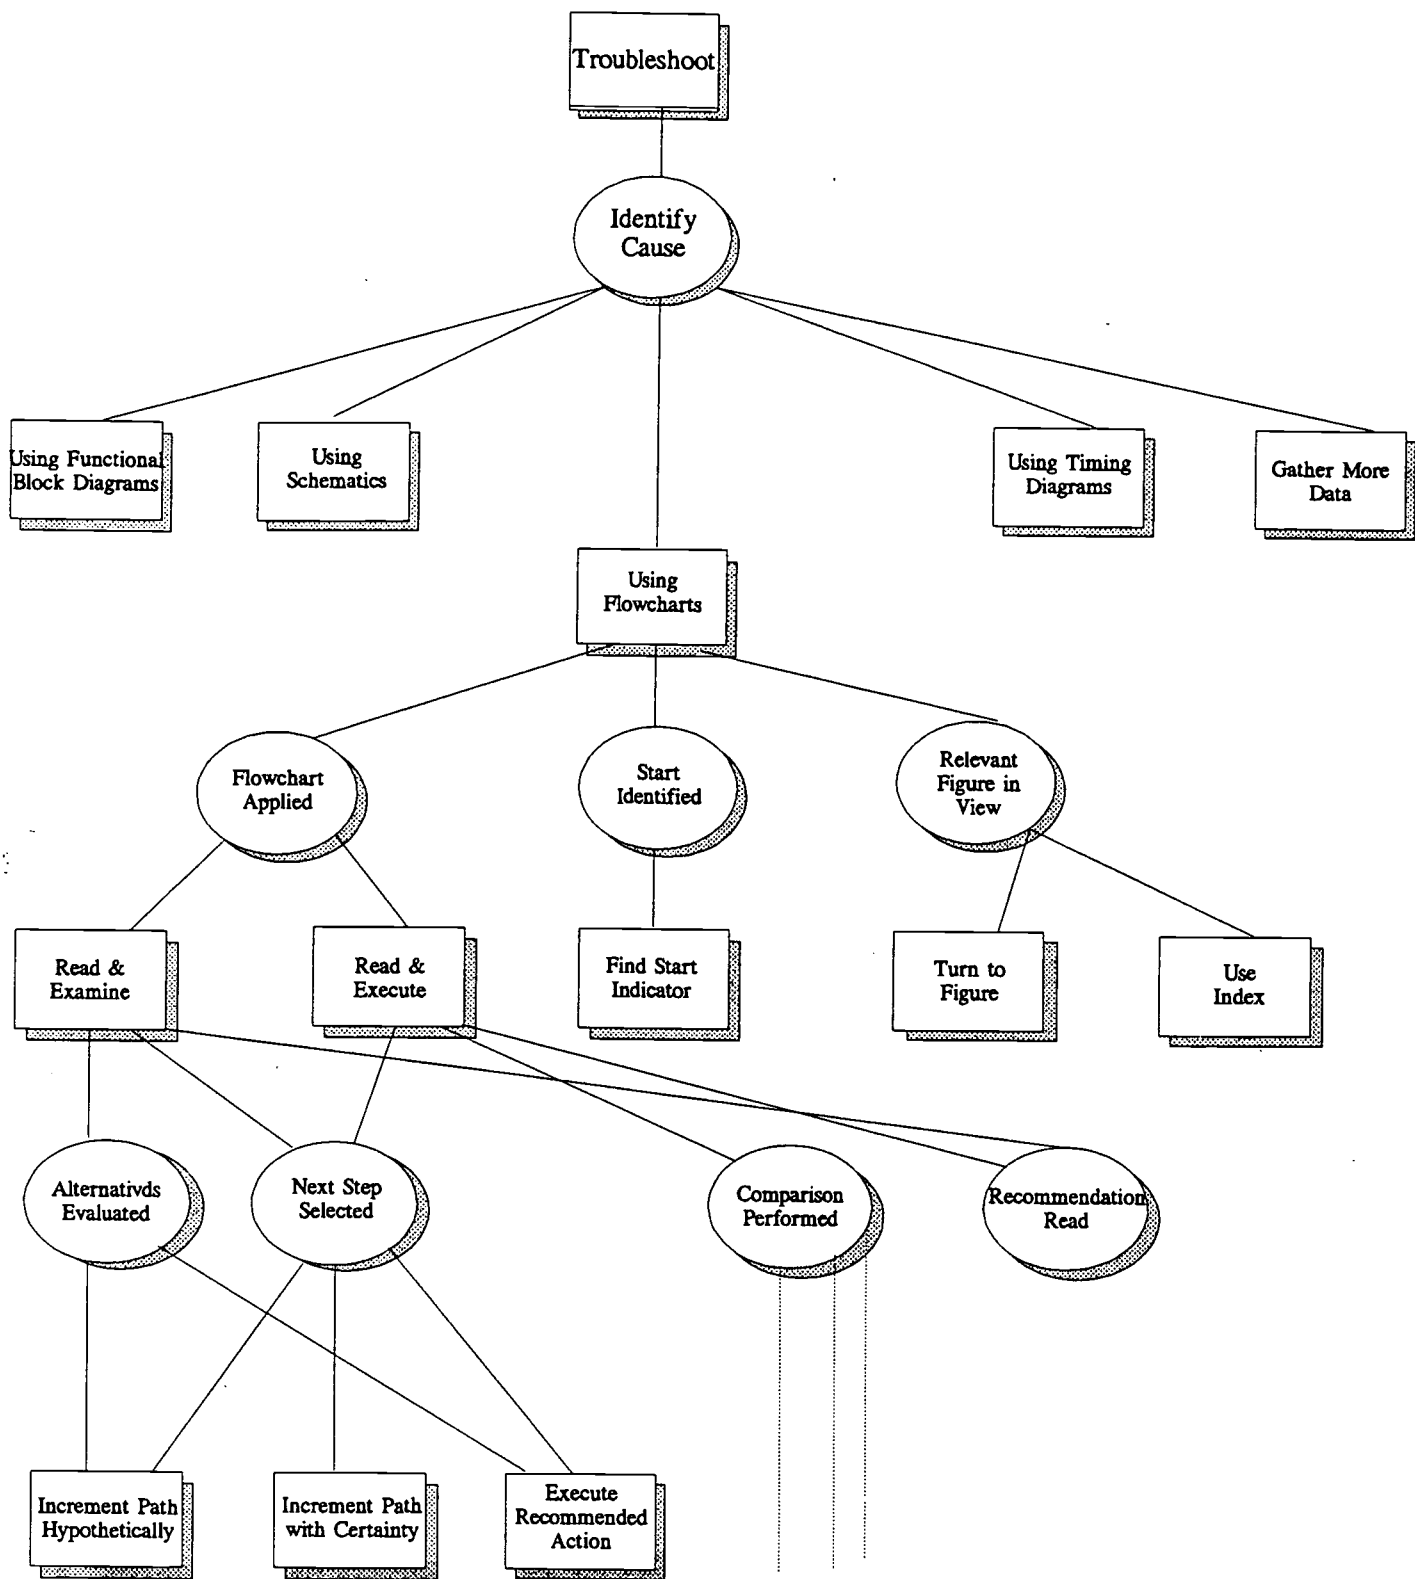 Troubleshoot
Identify
Cause
Using Functional
Block Diagrams
Using
Schematics
Using Timing
Diagrams
Gather More
Data
Using
Flowcharts
Flowchart
Applied
Start
Identified
Relevant
Figure in
View
Read &
Examine
Read &
Execute
Find Start
Indicator
Turn to
Figure
Use
Index
Alternativds
Evaluated
Next Step
Selected
Comparison
Performed
Recommendation
Read
Increment Path
Hypothetically
Increment Path
with Certainty
Execute
Recommended
Action